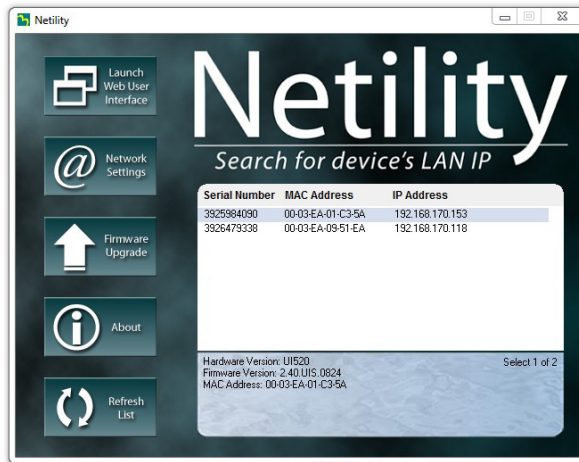 Netility
Launch
Web User
Interface
Network
Settings
Firmware
Upgrade
About
Refresh
List
Netility
Search for device's LAN IP
Serial Number MAC Address IP Address
3925984090 00-03-EA-01-C3-5A 192.168.170.153
3926479338 00-03-EA-09-51-EA 192.168.170.118
Hardware Version: UI520 Select 1 of 2
Firmware Version: 2.40.UIS.0824
MAC Address: 00-03-EA-01-C3-5A